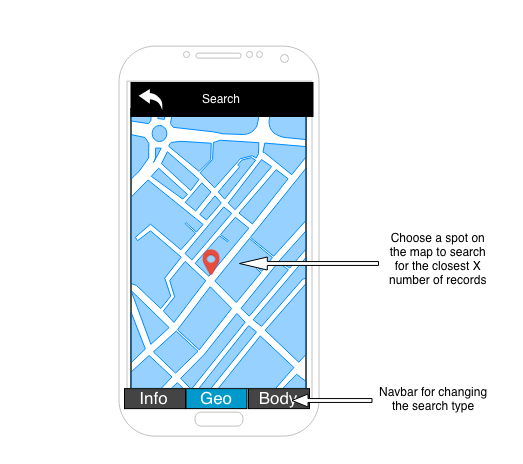 Search
Choose a spot on
the map to search
for the closest X
number of records
Info Geo Body
Navbar for changing
the search type